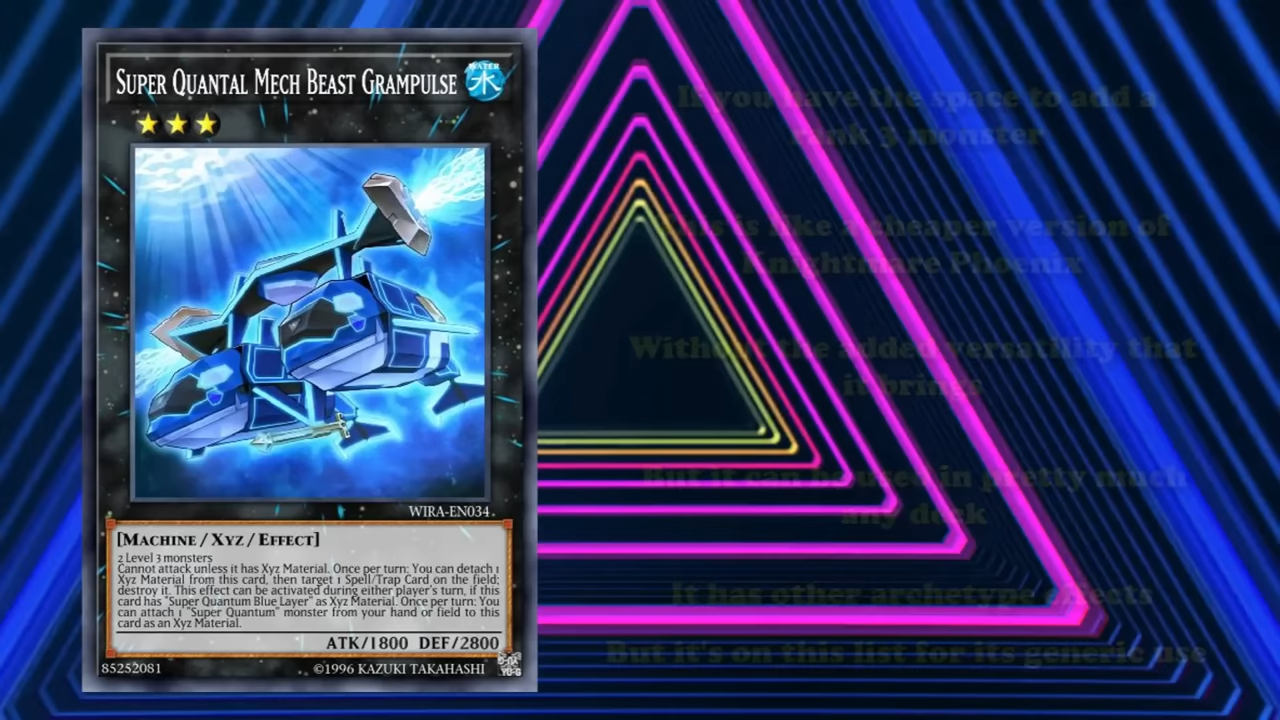 Super Quantal Mech Beast Grampulse
WATER
水
WIRA-EN034
[Machine / Xyz / Effect]
2 Level 3 monsters
Cannot attack unless it has Xyz Material. Once per turn: You can detach 1
Xyz Material from this card, then target 1 Spell/Trap Card on the field;
destroy it. This effect can be activated during either player's turn, if this
card has "Super Quantum Blue Layer" as Xyz Material. Once per turn: You
can attach 1 "Super Quantum" monster from your hand or field to this
card as an Xyz Material.
ATK/1800 DEF/2800
85252081
©1996 KAZUKI TAKAHASHI
If you have the space to add a
rank 3 monster
This is like a cheaper version of
Knightmare Phoenix
Without the added versatility that
it brings
But it can be used in pretty much
any deck
It has other archetype effects
But it's on this list for its generic use